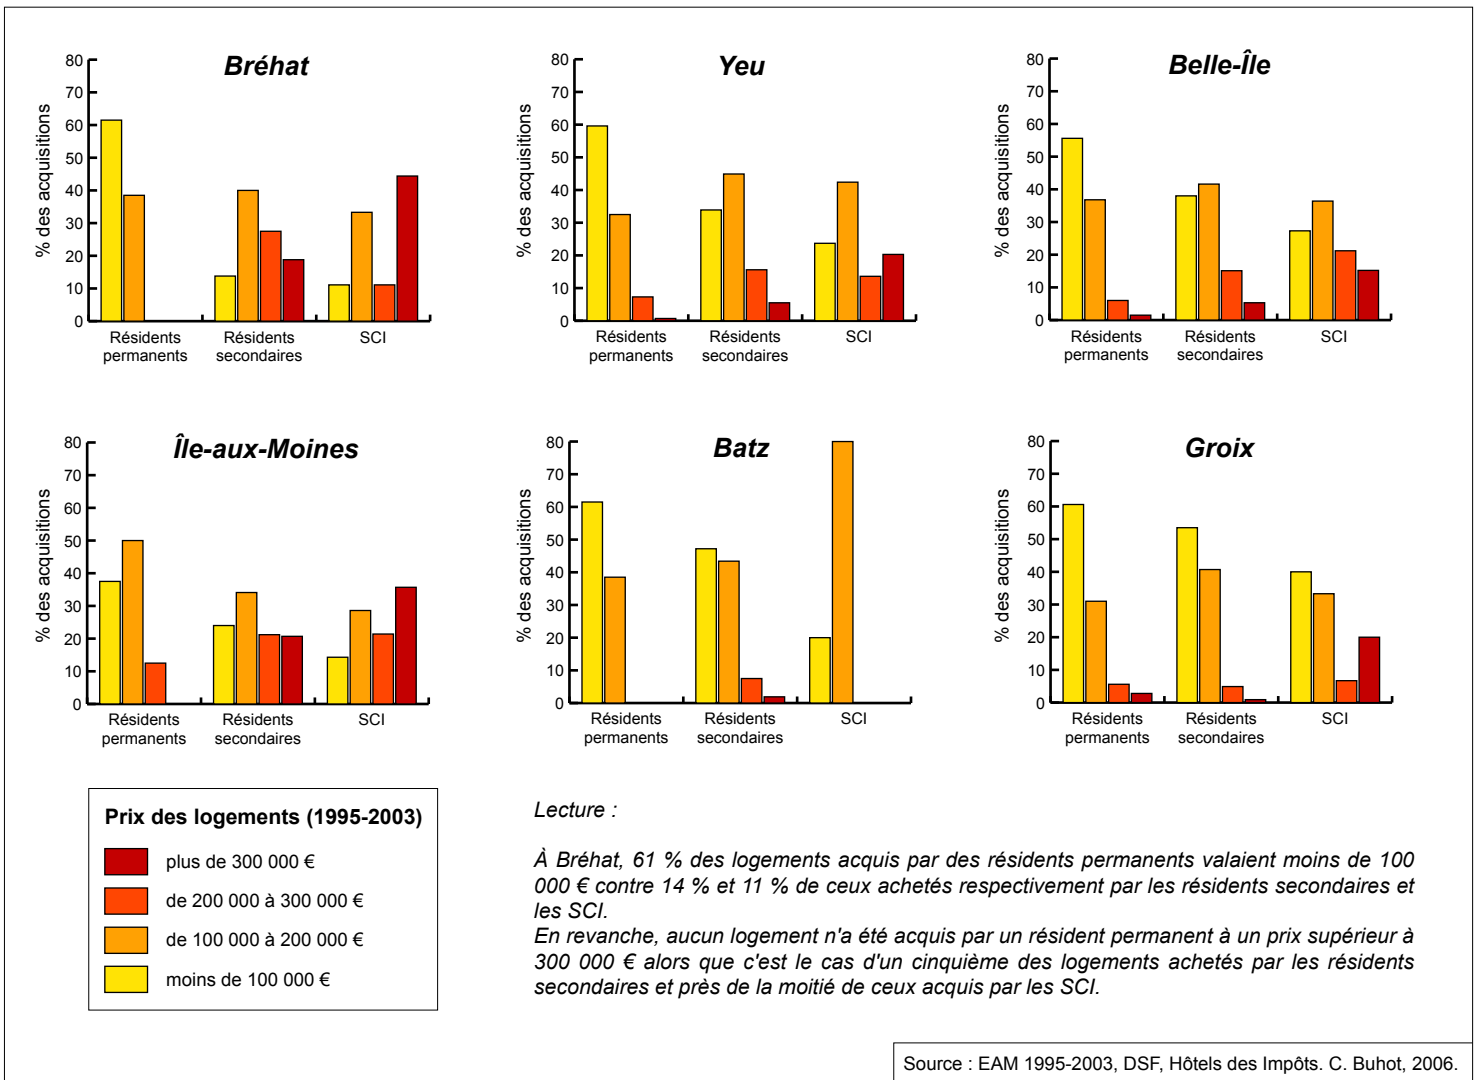 Bréhat
% des acquisitions
80
70
60
50
40
30
20
10
0
Résidents permanents
Résidents secondaires
SCI
Yeu
% des acquisitions
80
70
60
50
40
30
20
10
0
Résidents permanents
Résidents secondaires
SCI
Belle-Île
% des acquisitions
80
70
60
50
40
30
20
10
0
Résidents permanents
Résidents secondaires
SCI
Île-aux-Moines
% des acquisitions
80
70
60
50
40
30
20
10
0
Résidents permanents
Résidents secondaires
SCI
Batz
% des acquisitions
80
70
60
50
40
30
20
10
0
Résidents permanents
Résidents secondaires
SCI
Groix
% des acquisitions
80
70
60
50
40
30
20
10
0
Résidents permanents
Résidents secondaires
SCI
Prix des logements (1995-2003)
plus de 300 000 €
de 200 000 à 300 000 €
de 100 000 à 200 000 €
moins de 100 000 €
Lecture :
À Bréhat, 61 % des logements acquis par des résidents permanents valaient moins de 100
000 € contre 14 % et 11 % de ceux achetés respectivement par les résidents secondaires et
les SCI.
En revanche, aucun logement n'a été acquis par un résident permanent à un prix supérieur à
300 000 € alors que c'est le cas d'un cinquième des logements achetés par les résidents
secondaires et près de la moitié de ceux acquis par les SCI.
Source : EAM 1995-2003, DSF, Hôtels des Impôts. C. Buhot, 2006.